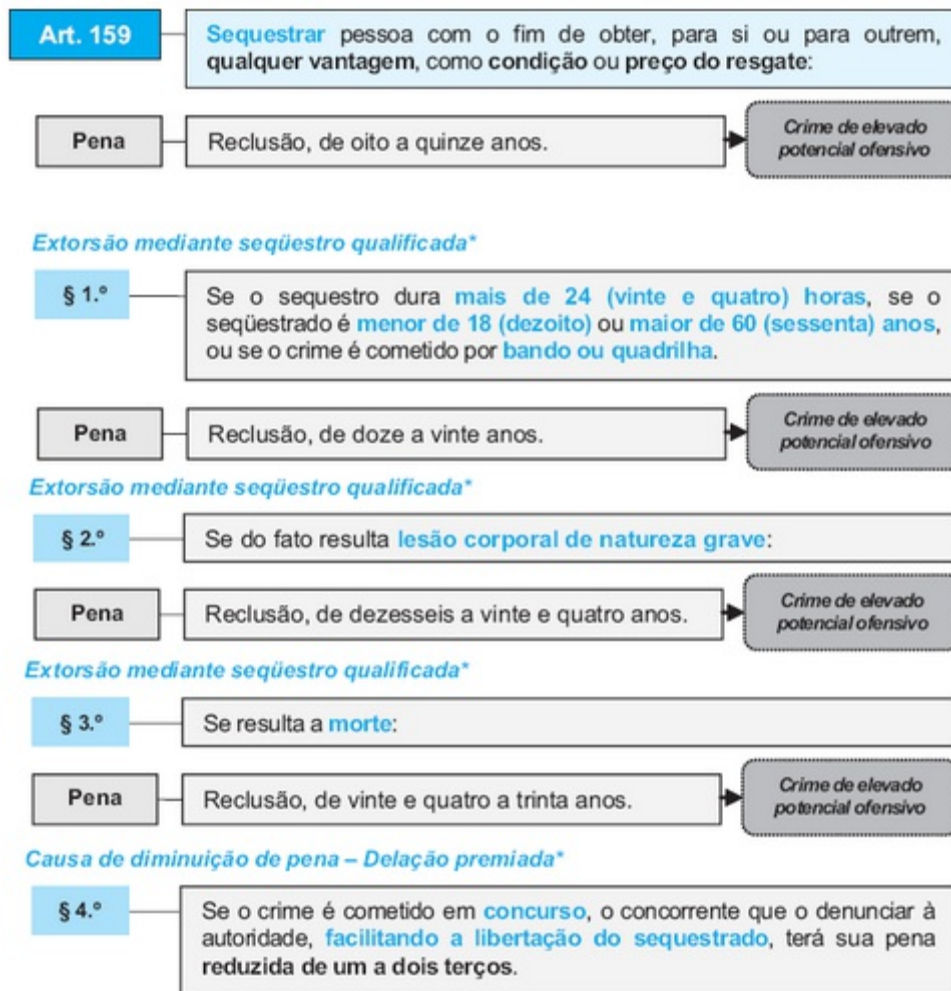 Art. 159
Sequestrar pessoa com o fim de obter, para si ou para outrem,
qualquer vantagem, como condição ou preço do resgate:
Pena
Reclusão, de oito a quinze anos.
Crime de elevado
potencial ofensivo
Extorsão mediante seqüestro qualificada*
§ 1.º
Se o sequestro dura mais de 24 (vinte e quatro) horas, se o
seqüestrado é menor de 18 (dezoito) ou maior de 60 (sessenta) anos,
ou se o crime é cometido por bando ou quadrilha.
Pena
Reclusão, de doze a vinte anos.
Crime de elevado
potencial ofensivo
Extorsão mediante seqüestro qualificada*
§ 2.º
Se do fato resulta lesão corporal de natureza grave:
Pena
Reclusão, de dezesseis a vinte e quatro anos.
Crime de elevado
potencial ofensivo
Extorsão mediante seqüestro qualificada*
§ 3.º
Se resulta a morte:
Pena
Reclusão, de vinte e quatro a trinta anos.
Crime de elevado
potencial ofensivo
Causa de diminuição de pena – Delação premiada*
§ 4.º
Se o crime é cometido em concurso, o concorrente que o denunciar à
autoridade, facilitando a libertação do sequestrado, terá sua pena
reduzida de um a dois terços.